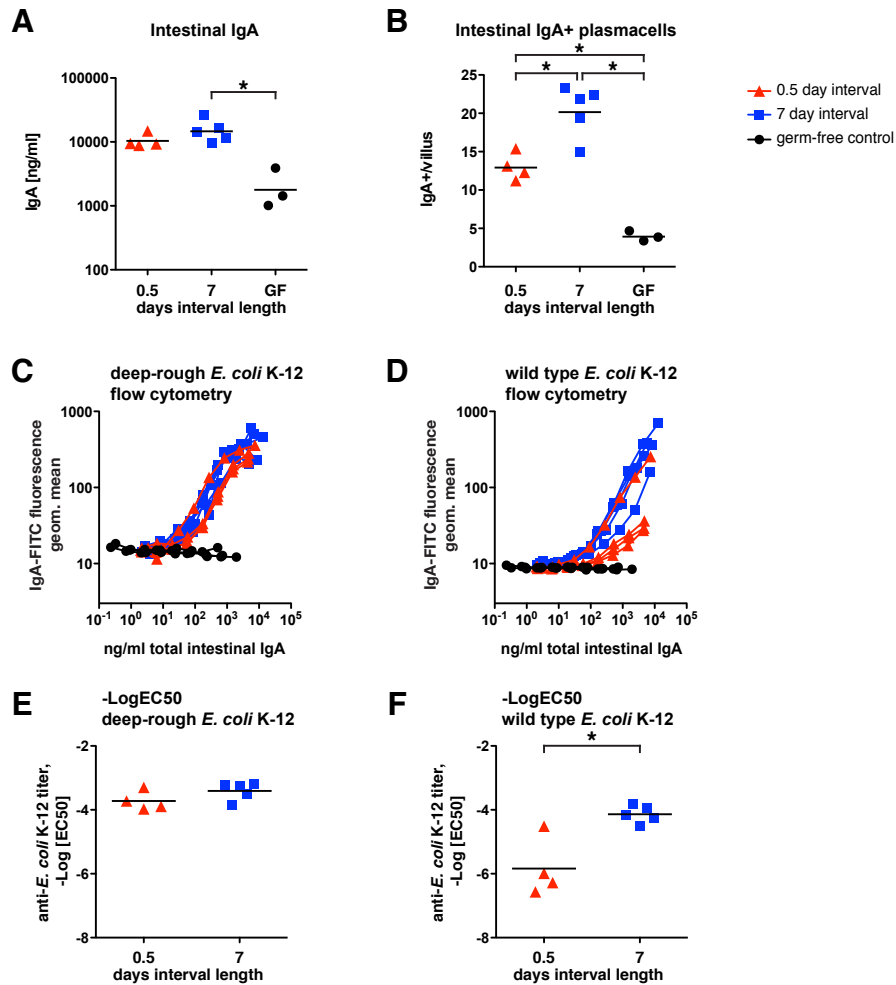 A
Intestinal IgA
IgA [ng/ml]
100000
10000
1000
100
*
0.5
7
GF
days interval length
B
Intestinal IgA+ plasmacells
IgA+/villus
25
20
15
10
5
0
*
*
*
0.5
7
GF
days interval length
0.5 day interval
7 day interval
germ-free control
C
deep-rough E. coli K-12
flow cytometry
IgA-FITC fluorescence
geom. mean
1000
100
10
10-1 100 101 102 103 104 105
ng/ml total intestinal IgA
D
wild type E. coli K-12
flow cytometry
IgA-FITC fluorescence
geom. mean
1000
100
10
10-1 100 101 102 103 104 105
ng/ml total intestinal IgA
E
-LogEC50
deep-rough E. coli K-12
anti-E. coli K-12 titer,
-Log [EC50]
-2
-4
-6
-8
0.5
7
days interval length
F
-LogEC50
wild type E. coli K-12
anti-E. coli K-12 titer,
-Log [EC50]
-2
-4
-6
-8
*
0.5
7
days interval length